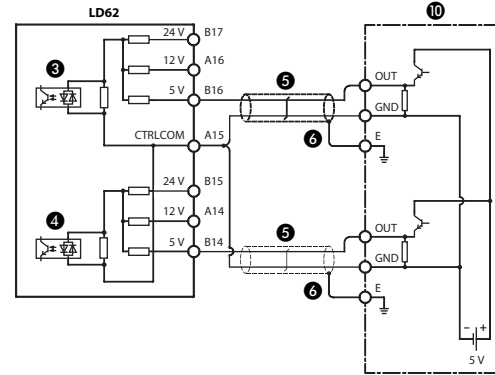 LD62
❿
24 V B17
❸
12 V A16
5 V B16
❺
OUT
GND
CTRLCOM A15
❻
E
24 V B15
12 V A14
❹
5 V B14
❺
OUT
GND
❻
E
− +
5 V